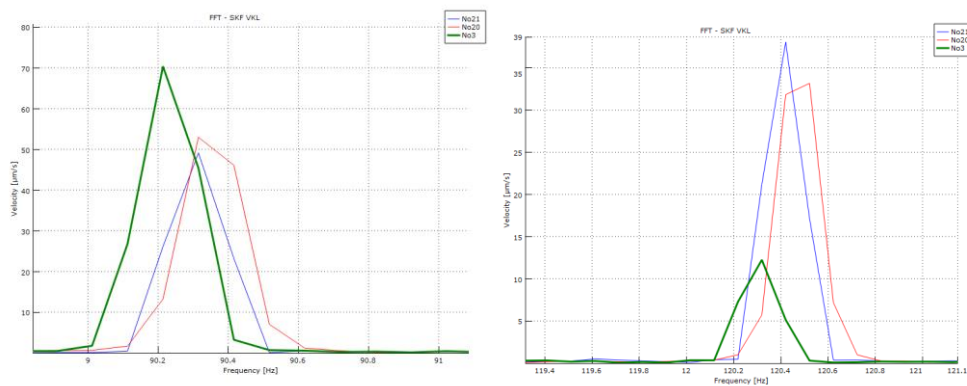 FFT - SKF VKL
No21
No20
No3
80
70
60
50
40
30
20
10
Velocity [µm/s]
9
90.2
90.4
90.6
90.8
91
Frequency [Hz]
FFT - SKF VKL
No21
No20
No3
39
35
30
25
20
15
10
5
Velocity [µm/s]
119.4
119.6
119.8
12
120.2
120.4
120.6
120.8
121
121.1
Frequency [Hz]